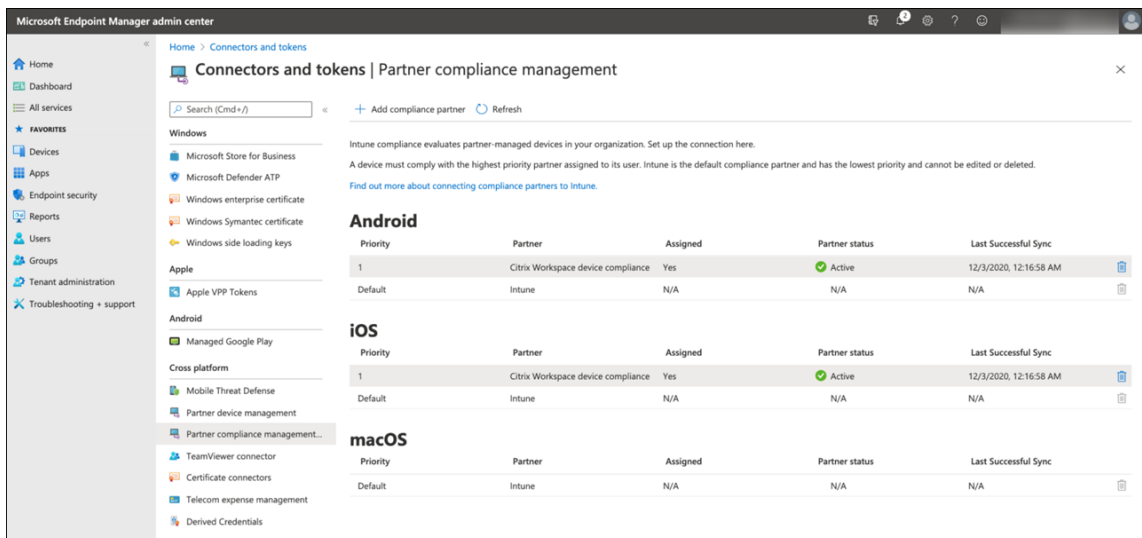 Microsoft Endpoint Manager admin center
2
Home
Dashboard
All services
FAVORITES
Devices
Apps
Endpoint security
Reports
Users
Groups
Tenant administration
Troubleshooting + support
Home > Connectors and tokens
Connectors and tokens | Partner compliance management
Search (Cmd+/)
Windows
Microsoft Store for Business
Microsoft Defender ATP
Windows enterprise certificate
Windows Symantec certificate
Windows side loading keys
Apple
Apple VPP Tokens
Android
Managed Google Play
Cross platform
Mobile Threat Defense
Partner device management
Partner compliance management...
TeamViewer connector
Certificate connectors
Telecom expense management
Derived Credentials
Add compliance partner Refresh
Intune compliance evaluates partner-managed devices in your organization. Set up the connection here.
A device must comply with the highest priority partner assigned to its user. Intune is the default compliance partner and has the lowest priority and cannot be edited or deleted.
Find out more about connecting compliance partners to Intune.
Android
Priority Partner Assigned Partner status Last Successful Sync
1 Citrix Workspace device compliance Yes Active 12/3/2020, 12:16:58 AM
Default Intune N/A N/A N/A
iOS
Priority Partner Assigned Partner status Last Successful Sync
1 Citrix Workspace device compliance Yes Active 12/3/2020, 12:16:58 AM
Default Intune N/A N/A N/A
macOS
Priority Partner Assigned Partner status Last Successful Sync
Default Intune N/A N/A N/A